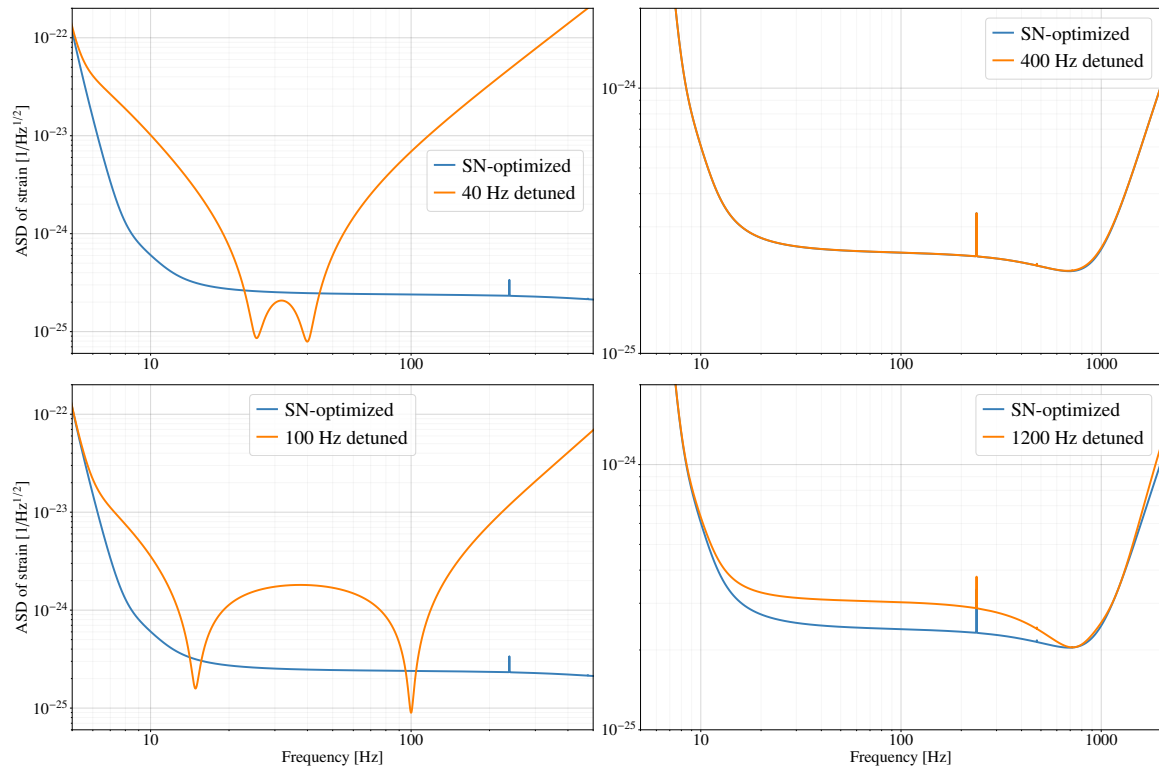 10⁻²²
10⁻²³
10⁻²⁴
10⁻²⁵
ASD of strain [1/Hz^{1/2}]
SN-optimized
40 Hz detuned
10
100
10⁻²⁴
10⁻²⁵
SN-optimized
400 Hz detuned
10
100
1000
10⁻²²
10⁻²³
10⁻²⁴
10⁻²⁵
ASD of strain [1/Hz^{1/2}]
SN-optimized
100 Hz detuned
10
100
Frequency [Hz]
10⁻²⁴
10⁻²⁵
SN-optimized
1200 Hz detuned
10
100
1000
Frequency [Hz]